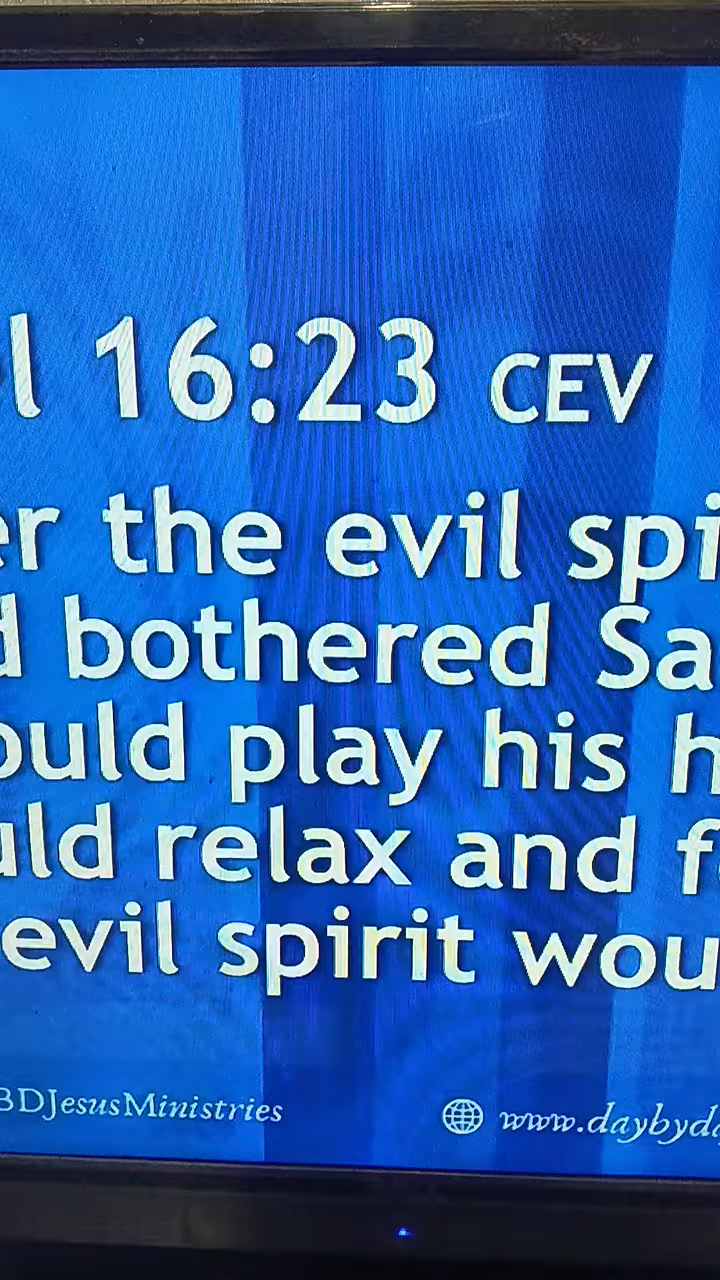 l 16:23 CEV
er the evil spi
d bothered Sa
ould play his h
uld relax and f
evil spirit wou
BDJesusMinistries
www.daybyda